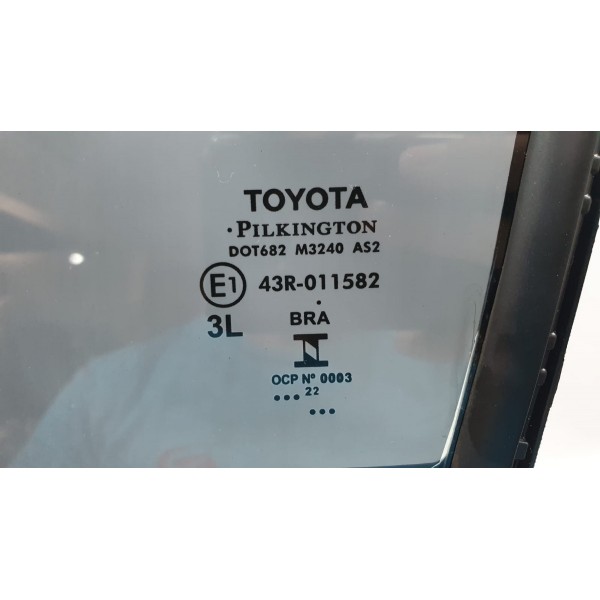 TOYOTA
·PILKINGTON
DOT682 M3240 AS2
E1 43R-011582
3L BRA
N
OCP Nº 0003
... 22
...